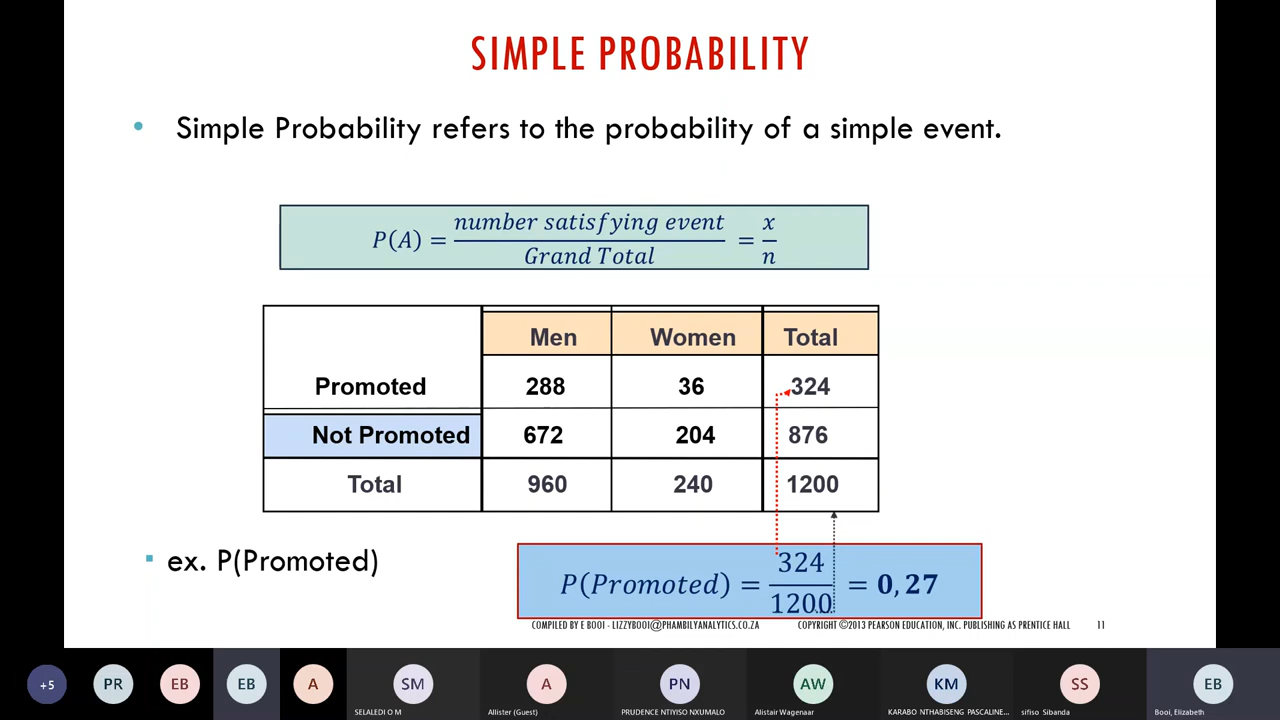 SIMPLE PROBABILITY
• Simple Probability refers to the probability of a simple event.
P(A) = number satisfying event / Grand Total = x / n
Men Women Total
Promoted 288 36 324
Not Promoted 672 204 876
Total 960 240 1200
▪ ex. P(Promoted)
P(Promoted) = 324 / 1200 = 0,27
COMPILED BY E BOOI - LIZZYBOOI@PHAMBILYANALYTICS.CO.ZA COPYRIGHT ©2013 PEARSON EDUCATION, INC. PUBLISHING AS PRENTICE HALL 11
+5 PR EB EB A SM A PN AW KM SS EB
SELALEDI O M Allister (Guest) PRUDENCE NTIYISO NXUMALO Alistair Wagenaar KARABO NTHABISENG PASCALINE... sifiso Sibanda Booi, Elizabeth